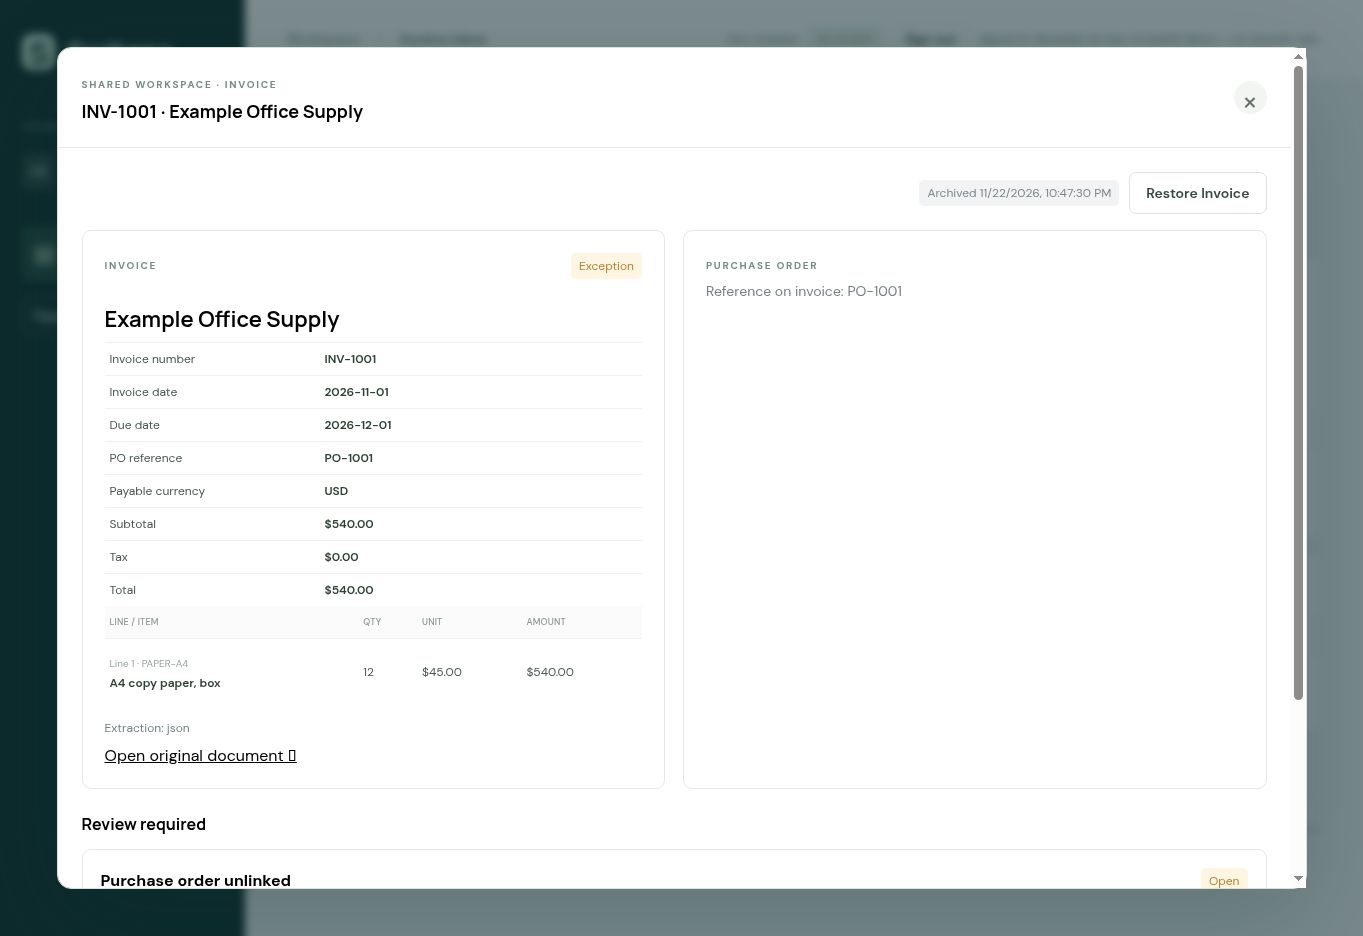 SHARED WORKSPACE · INVOICE
INV-1001 · Example Office Supply
×
Archived 11/22/2026, 10:47:30 PM
Restore Invoice
INVOICE
Exception
Example Office Supply
Invoice number INV-1001
Invoice date 2026-11-01
Due date 2026-12-01
PO reference PO-1001
Payable currency USD
Subtotal $540.00
Tax $0.00
Total $540.00
LINE / ITEM QTY UNIT AMOUNT
Line 1 · PAPER-A4
A4 copy paper, box 12 $45.00 $540.00
Extraction: json
Open original document
PURCHASE ORDER
Reference on invoice: PO-1001
Review required
Purchase order unlinked
Open